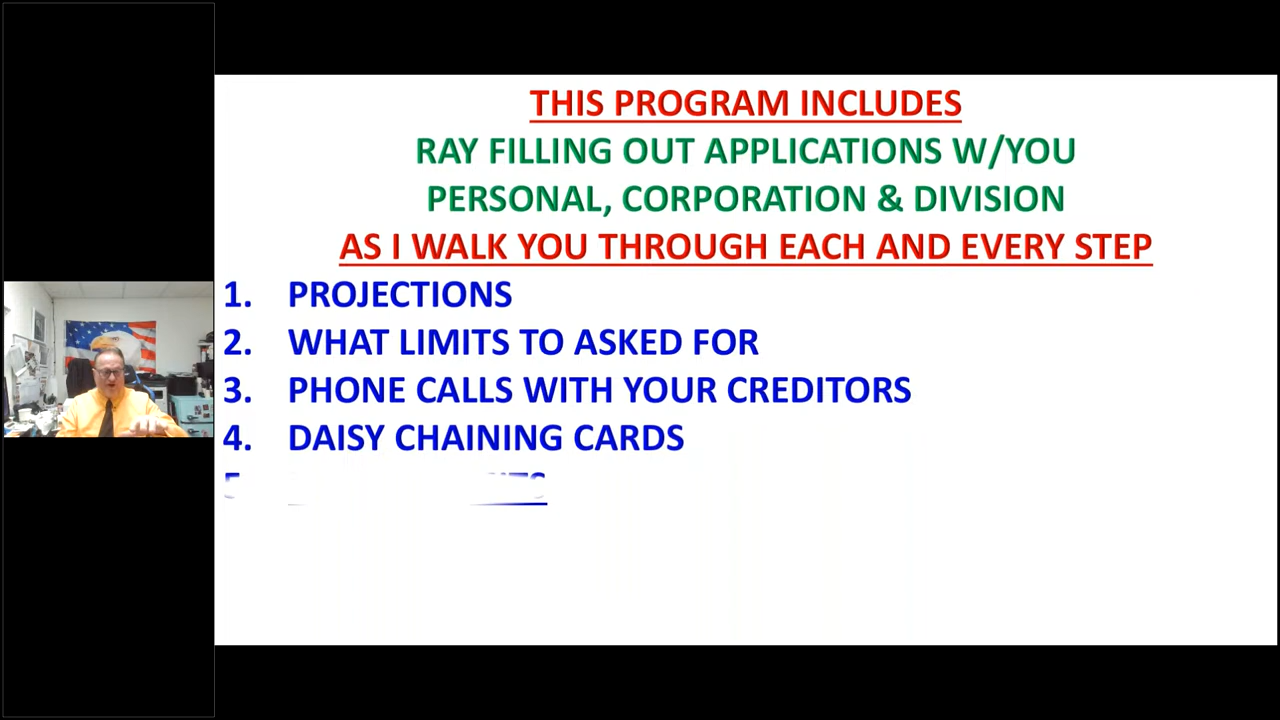 THIS PROGRAM INCLUDES
RAY FILLING OUT APPLICATIONS W/YOU
PERSONAL, CORPORATION & DIVISION
AS I WALK YOU THROUGH EACH AND EVERY STEP
1. PROJECTIONS
2. WHAT LIMITS TO ASKED FOR
3. PHONE CALLS WITH YOUR CREDITORS
4. DAISY CHAINING CARDS